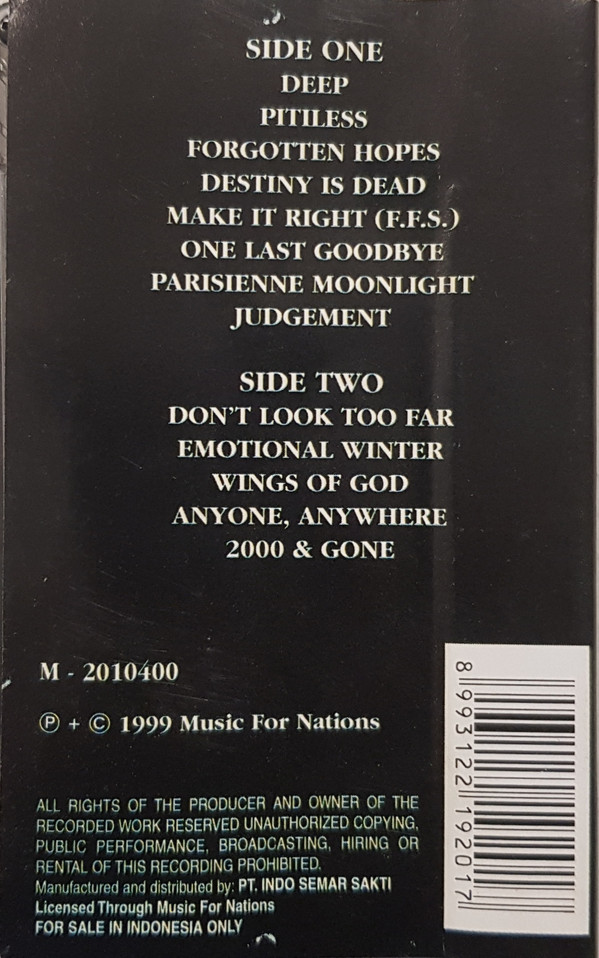 SIDE ONE
DEEP
PITILESS
FORGOTTEN HOPES
DESTINY IS DEAD
MAKE IT RIGHT (F.F.S.)
ONE LAST GOODBYE
PARISIENNE MOONLIGHT
JUDGEMENT
SIDE TWO
DON'T LOOK TOO FAR
EMOTIONAL WINTER
WINGS OF GOD
ANYONE, ANYWHERE
2000 & GONE
M - 2010400
Ⓟ + © 1999 Music For Nations
8 993122 192017
ALL RIGHTS OF THE PRODUCER AND OWNER OF THE
RECORDED WORK RESERVED UNAUTHORIZED COPYING,
PUBLIC PERFORMANCE, BROADCASTING, HIRING OR
RENTAL OF THIS RECORDING PROHIBITED.
Manufactured and distributed by: PT. INDO SEMAR SAKTI
Licensed Through Music For Nations
FOR SALE IN INDONESIA ONLY